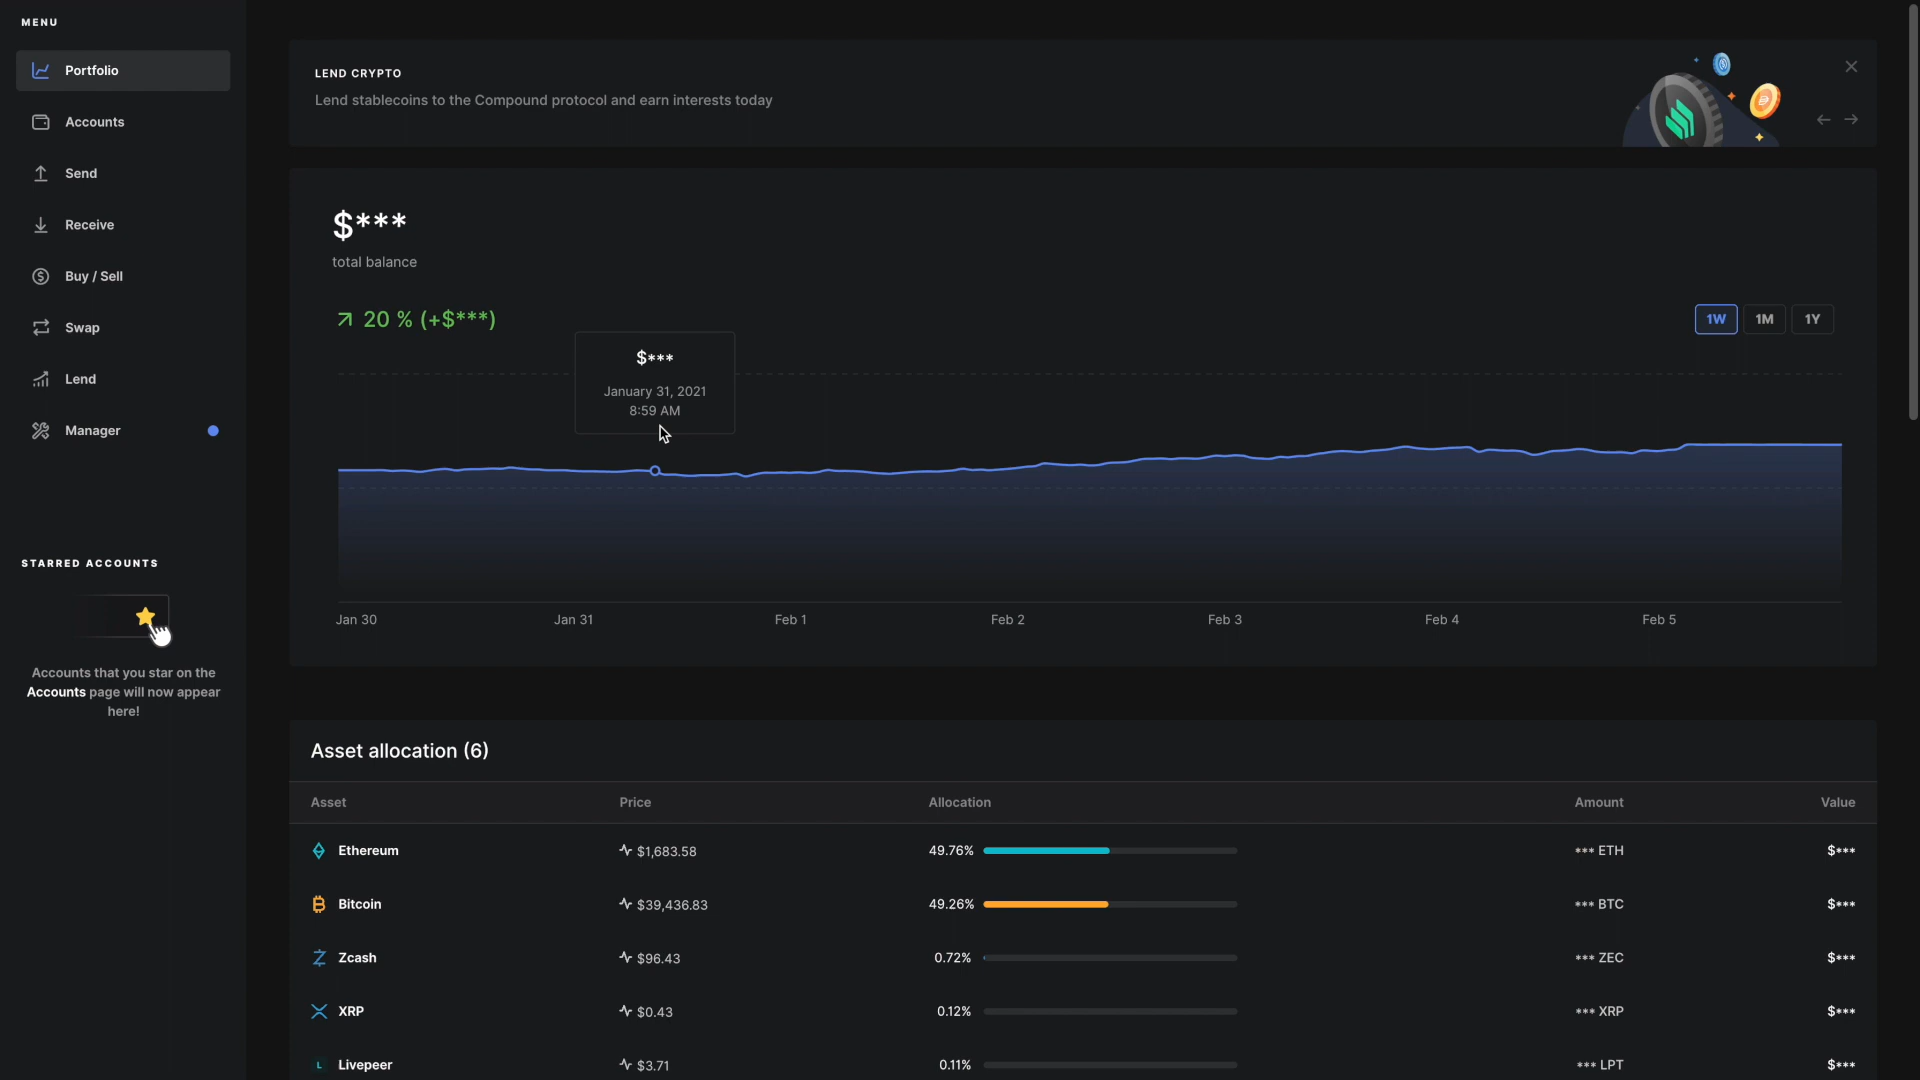 MENU
Portfolio
Accounts
Send
Receive
Buy / Sell
Swap
Lend
Manager
STARRED ACCOUNTS
Accounts that you star on the
Accounts page will now appear
here!
LEND CRYPTO
Lend stablecoins to the Compound protocol and earn interests today
$***
total balance
20 % (+$***)
1W 1M 1Y
$***
January 31, 2021
8:59 AM
Jan 30 Jan 31 Feb 1 Feb 2 Feb 3 Feb 4 Feb 5
Asset allocation (6)
Asset Price Allocation Amount Value
Ethereum $1,683.58 49.76% *** ETH $***
Bitcoin $39,436.83 49.26% *** BTC $***
Zcash $96.43 0.72% *** ZEC $***
XRP $0.43 0.12% *** XRP $***
L Livepeer $3.71 0.11% *** LPT $***